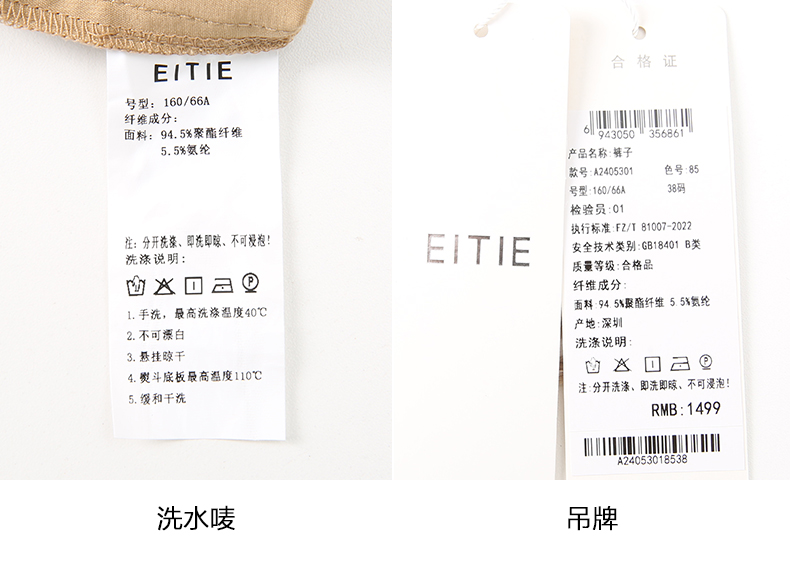 EITIE
号型: 160/66A
纤维成分:
面料: 94.5%聚酯纤维
5.5%氨纶
注: 分开洗涤、即洗即晾、不可浸泡!
洗涤说明:
P
1.手洗，最高洗涤温度40℃
2.不可漂白
3.悬挂晾干
4.熨斗底板最高温度110℃
5.缓和干洗
洗水唛
EITIE
合格证
6 943050 356861
产品名称:裤子
款号:A2405301 色号:85
号型:160/66A 38码
检验员:01
执行标准:FZ/T 81007-2022
安全技术类别:GB18401 B类
质量等级:合格品
纤维成分:
面料:94.5%聚酯纤维 5.5%氨纶
产地:深圳
洗涤说明:
P
注:分开洗涤、即洗即晾、不可浸泡!
RMB:1499
A24053018538
吊牌